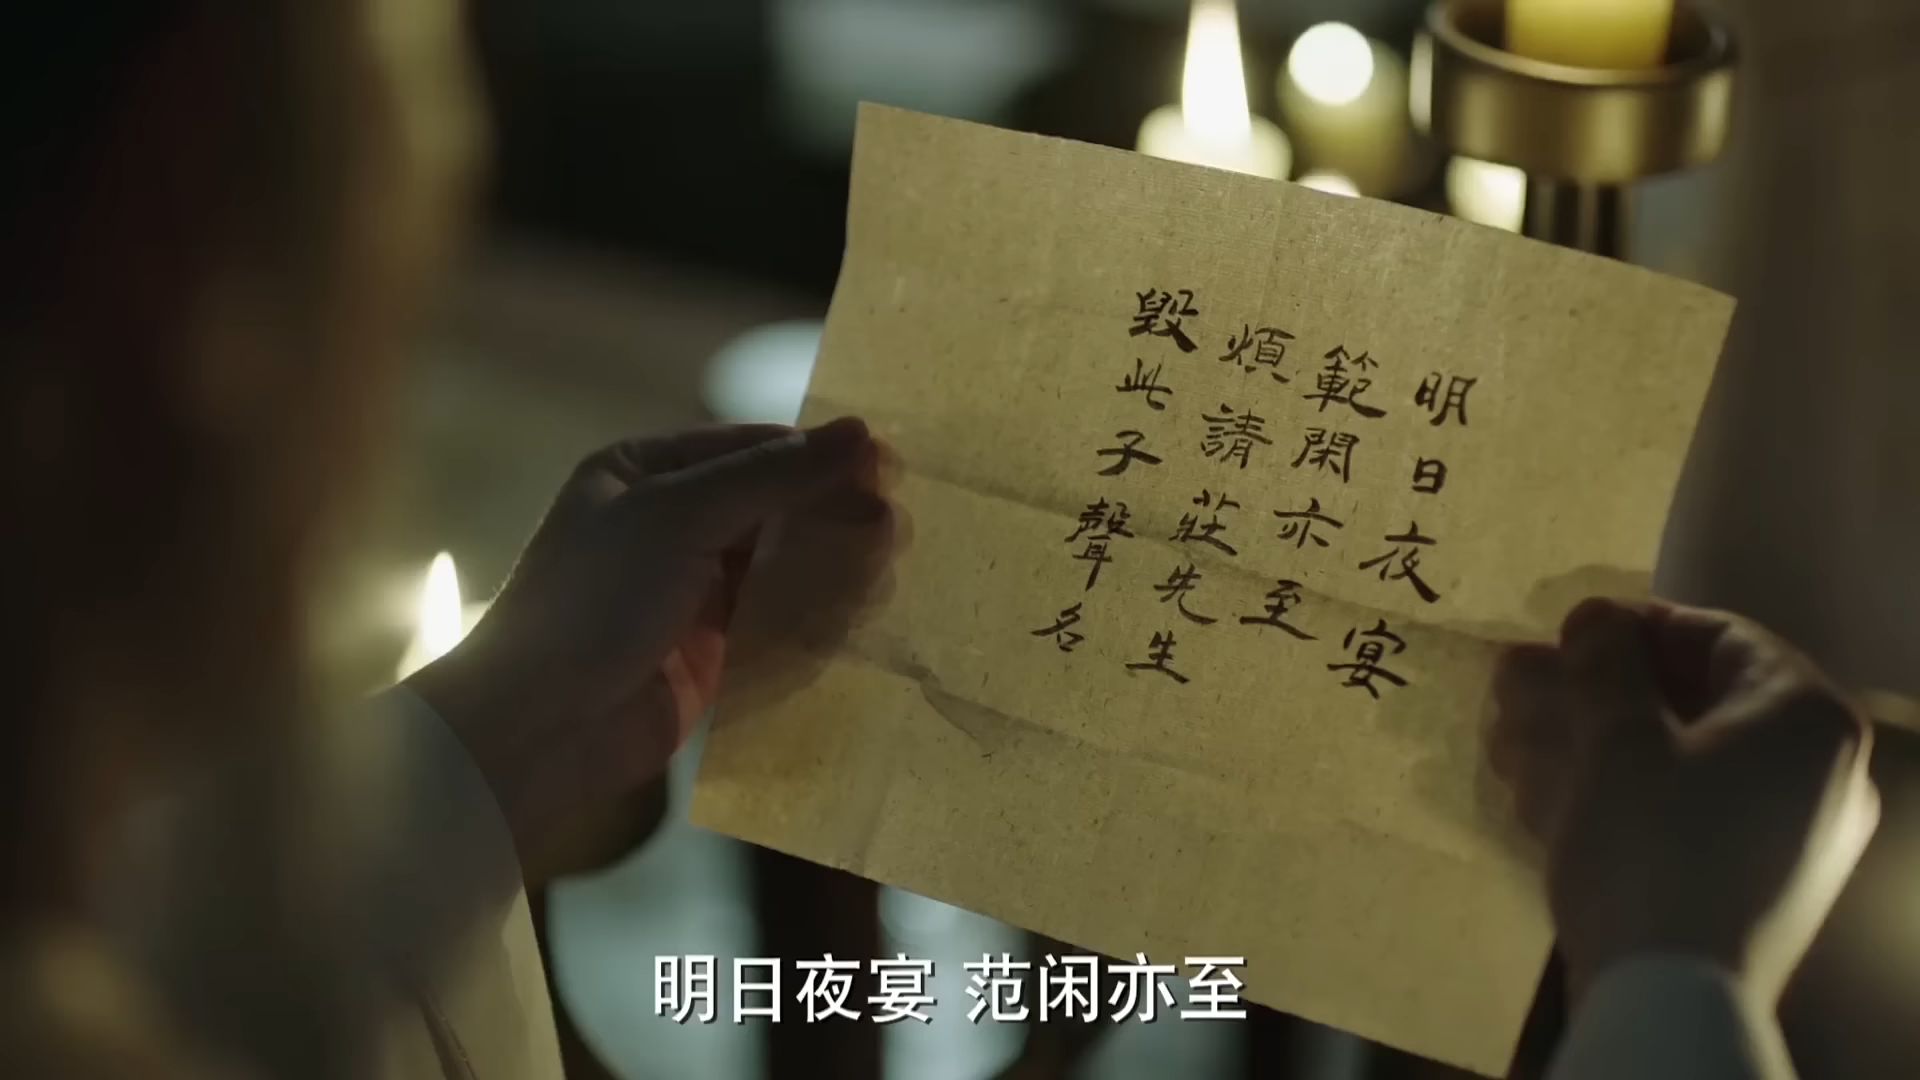 明日夜宴
範閑亦至
煩請莊先生
毀此子聲名
明日夜宴 范闲亦至